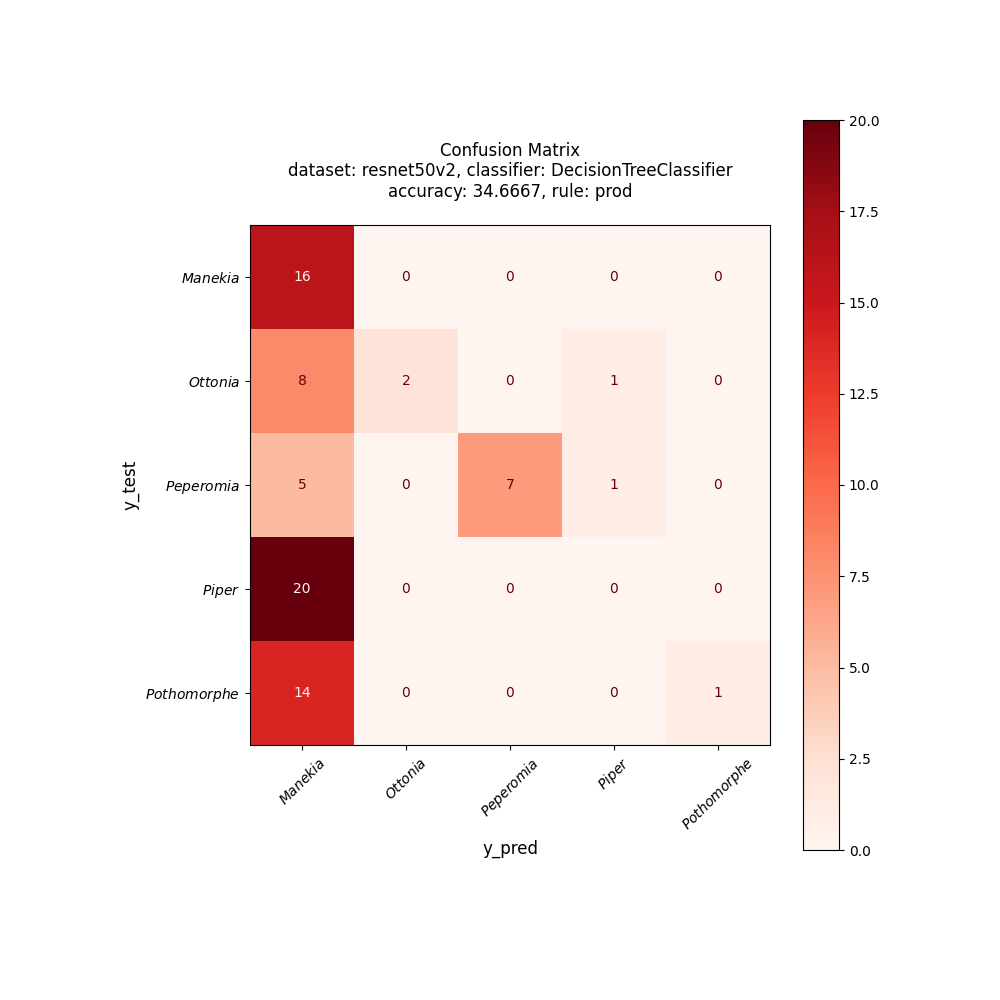 Confusion Matrix
dataset: resnet50v2, classifier: DecisionTreeClassifier
accuracy: 34.6667, rule: prod
y_test
Manekia 16 0 0 0 0
Ottonia 8 2 0 1 0
Peperomia 5 0 7 1 0
Piper 20 0 0 0 0
Pothomorphe 14 0 0 0 1
Manekia Ottonia Peperomia Piper Pothomorphe
y_pred
20.0
17.5
15.0
12.5
10.0
7.5
5.0
2.5
0.0